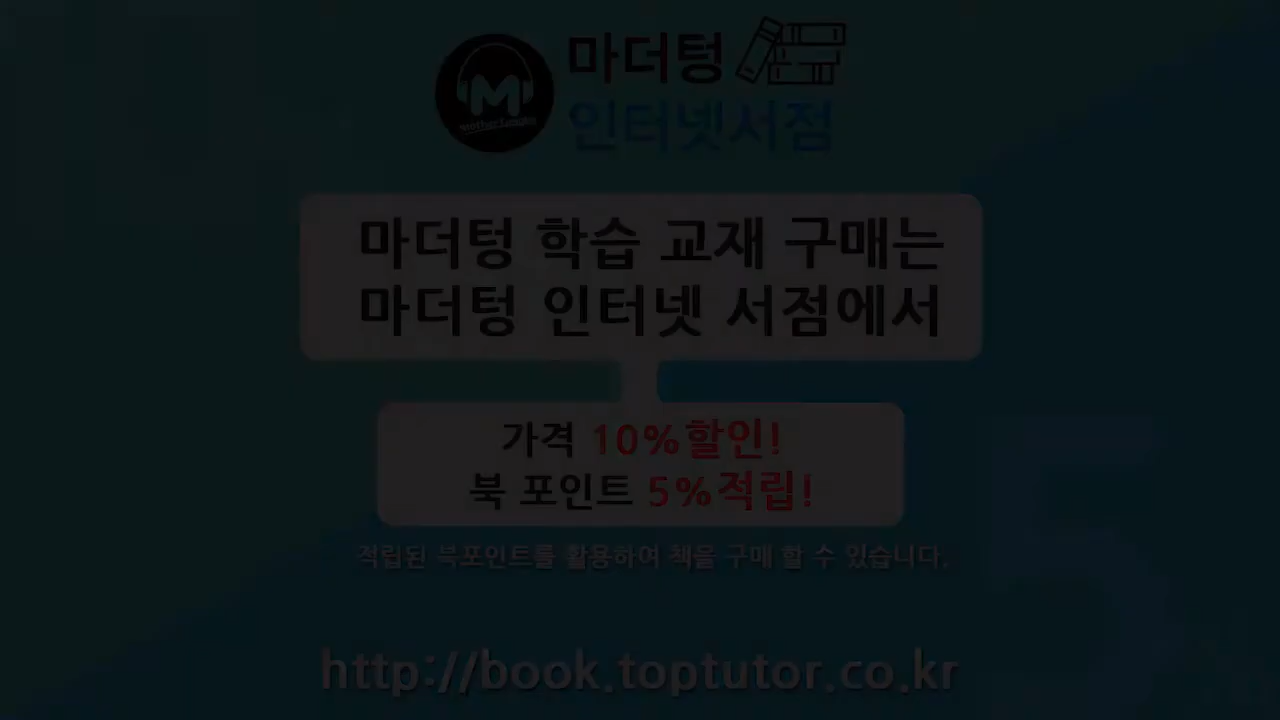 마더텅
인터넷서점
마더텅 학습 교재 구매는
마더텅 인터넷 서점에서
가격 10%할인!
북 포인트 5%적립!
적립된 북포인트를 활용하여 책을 구매 할 수 있습니다.
http://book.toptutor.co.kr